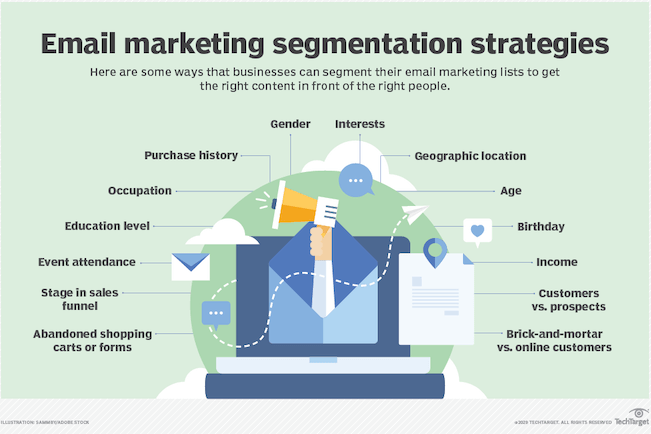 Email marketing segmentation strategies
Here are some ways that businesses can segment their email marketing lists to get
the right content in front of the right people.
Gender
Interests
Purchase history
Geographic location
Occupation
Age
Education level
Birthday
Event attendance
Income
Stage in sales
funnel
Customers
vs. prospects
Abandoned shopping
carts or forms
Brick-and-mortar
vs. online customers
ILLUSTRATION: SAMMBY/ADOBE STOCK
©2023 TECHTARGET. ALL RIGHTS RESERVED
TechTarget